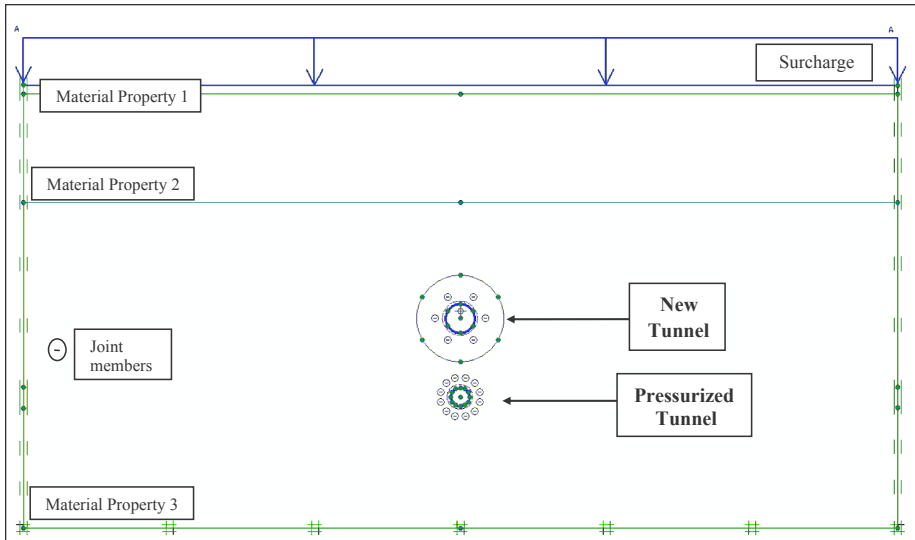 A
A
Surcharge
Material Property 1
Material Property 2
New
Tunnel
Joint
members
Pressurized
Tunnel
Material Property 3